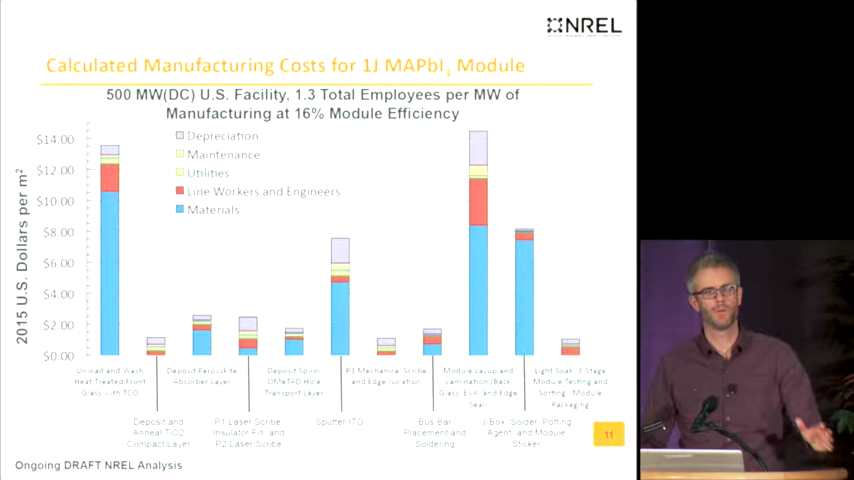 NREL
Calculated Manufacturing Costs for 1J MAPbI3 Module
500 MW(DC) U.S. Facility, 1.3 Total Employees per MW of
Manufacturing at 16% Module Efficiency
2015 U.S. Dollars per m2
$14.00
$12.00
$10.00
$8.00
$6.00
$4.00
$2.00
$0.00
Depreciation
Maintenance
Utilities
Line Workers and Engineers
Materials
Unload and Wash
Heat Treated Front
Glass with TCO
Deposit and
Anneal TiO2
Compact Layer
Deposit Perovskite
Absorber Layer
P1 Laser Scribe
Insulator Fill and
P2 Laser Scribe
Deposit Spiro
OMeTAD Hole
Transport Layer
Sputter ITO
P3 Mechanical Scribe
and Edge Isolation
Bus Bar
Placement and
Soldering
Module Layup and
Lamination (Back
Glass, EVA, and Edge
Seal)
J-Box, Solder, Potting
Agent, and Module
Sticker
Light Soak, Module Testing and
Sorting, Module
Packaging
11
Ongoing DRAFT NREL Analysis